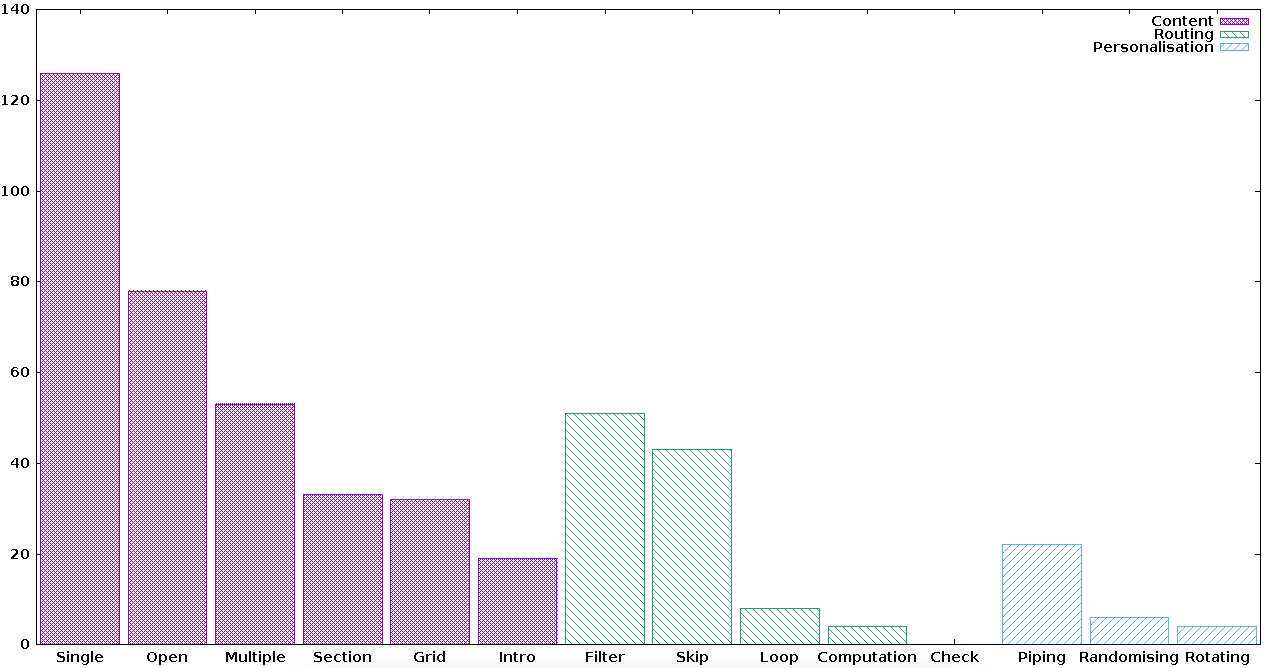 140
120
100
80
60
40
20
0
Content
Routing
Personalisation
Single Open Multiple Section Grid Intro Filter Skip Loop Computation Check Piping Randomising Rotating